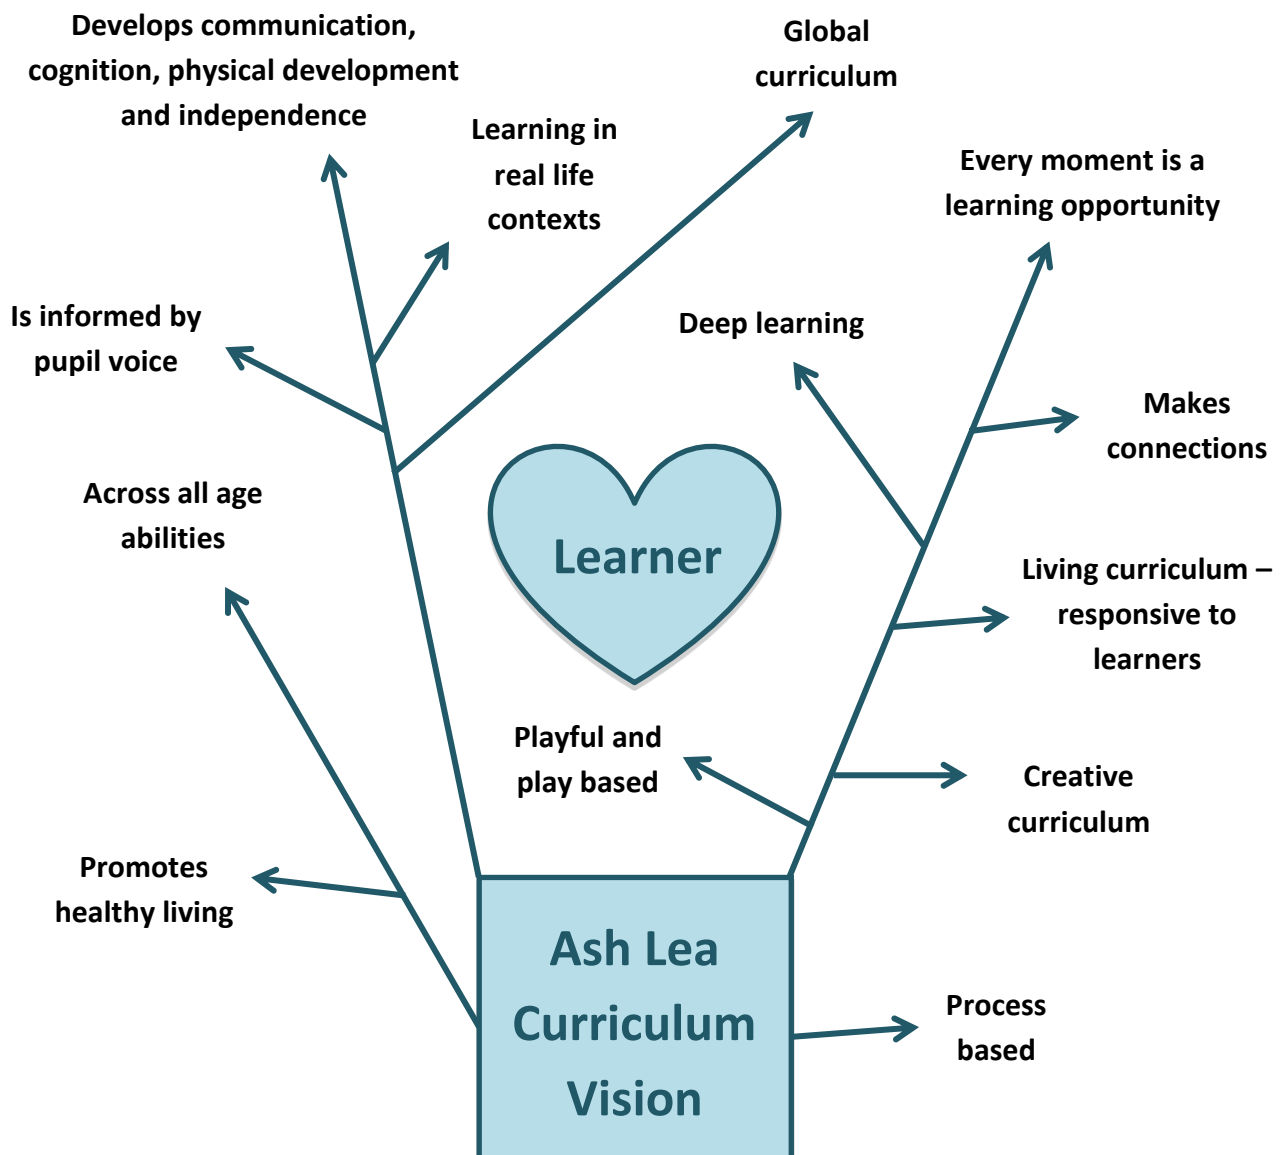 Develops communication,
cognition, physical development
and independence
Global
curriculum
Learning in
real life
contexts
Every moment is a
learning opportunity
Is informed by
pupil voice
Deep learning
Makes
connections
Across all age
abilities
Learner
Living curriculum –
responsive to
learners
Playful and
play based
Creative
curriculum
Promotes
healthy living
Ash Lea
Curriculum
Vision
Process
based